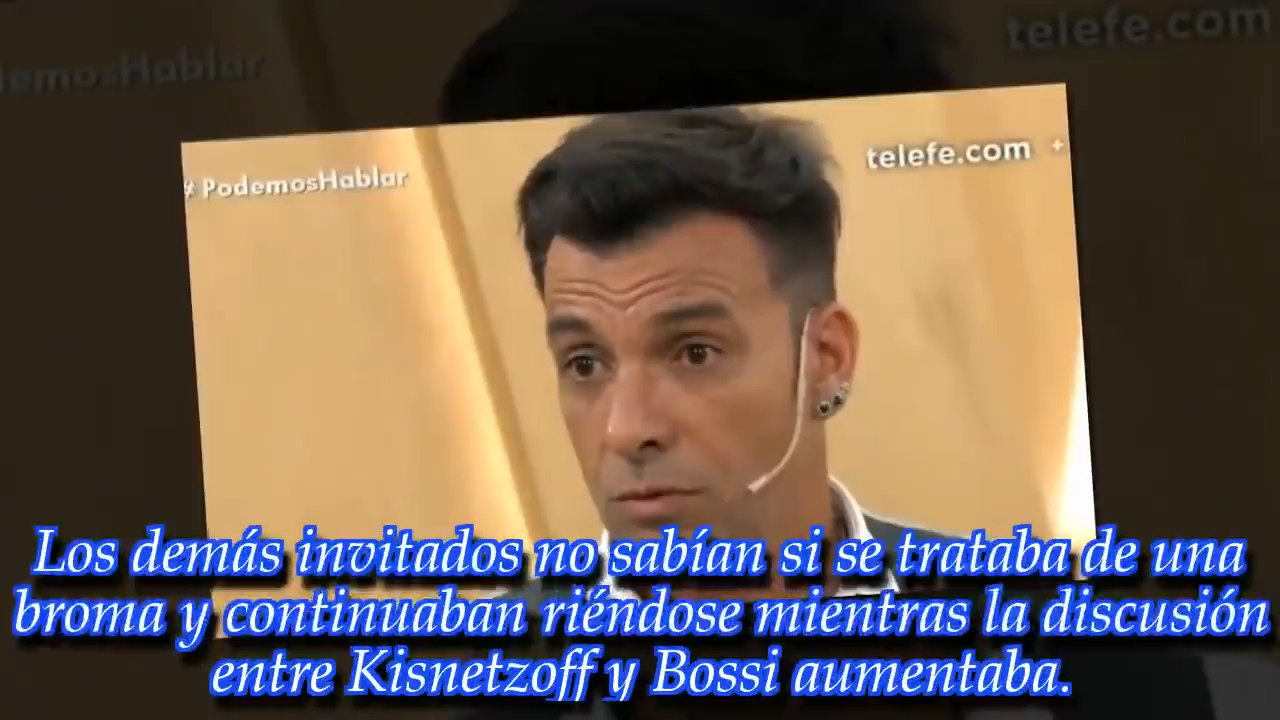 demosHablar
telefe.com
# PodemosHablar
telefe.com
Los demás invitados no sabían si se trataba de una
broma y continuaban riéndose mientras la discusión
entre Kisnetzoff y Bossi aumentaba.